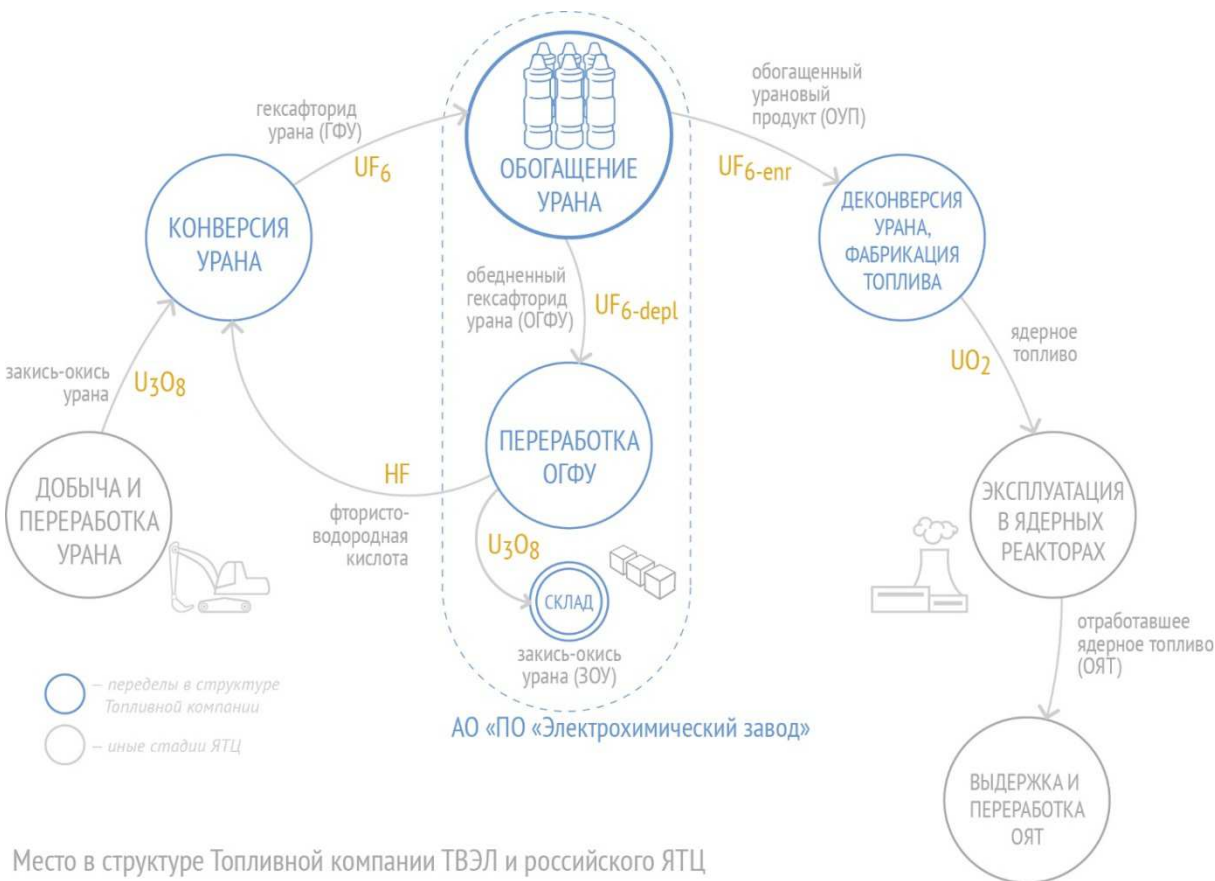 гексафторид
урана (ГФУ)
UF6
ОБОГАЩЕНИЕ
УРАНА
обогащенный
урановый
продукт (ОУП)
UF6-enr
КОНВЕРСИЯ
УРАНА
ДЕКОНВЕРСИЯ
УРАНА,
ФАБРИКАЦИЯ
ТОПЛИВА
обедненный
гексафторид
урана (ОГФУ)
UF6-depl
закись-окись
урана
U3O8
ядерное
топливо
UO2
ПЕРЕРАБОТКА
ОГФУ
HF
фтористо-
водородная
кислота
U3O8
ДОБЫЧА И
ПЕРЕРАБОТКА
УРАНА
ЭКСПЛУАТАЦИЯ
В ЯДЕРНЫХ
РЕАКТОРАХ
СКЛАД
закись-окись
урана (ЗОУ)
отработавшее
ядерное топливо
(ОЯТ)
– переделы в структуре
Топливной компании
– иные стадии ЯТЦ
АО «ПО «Электрохимический завод»
ВЫДЕРЖКА И
ПЕРЕРАБОТКА
ОЯТ
Место в структуре Топливной компании ТВЭЛ и российского ЯТЦ